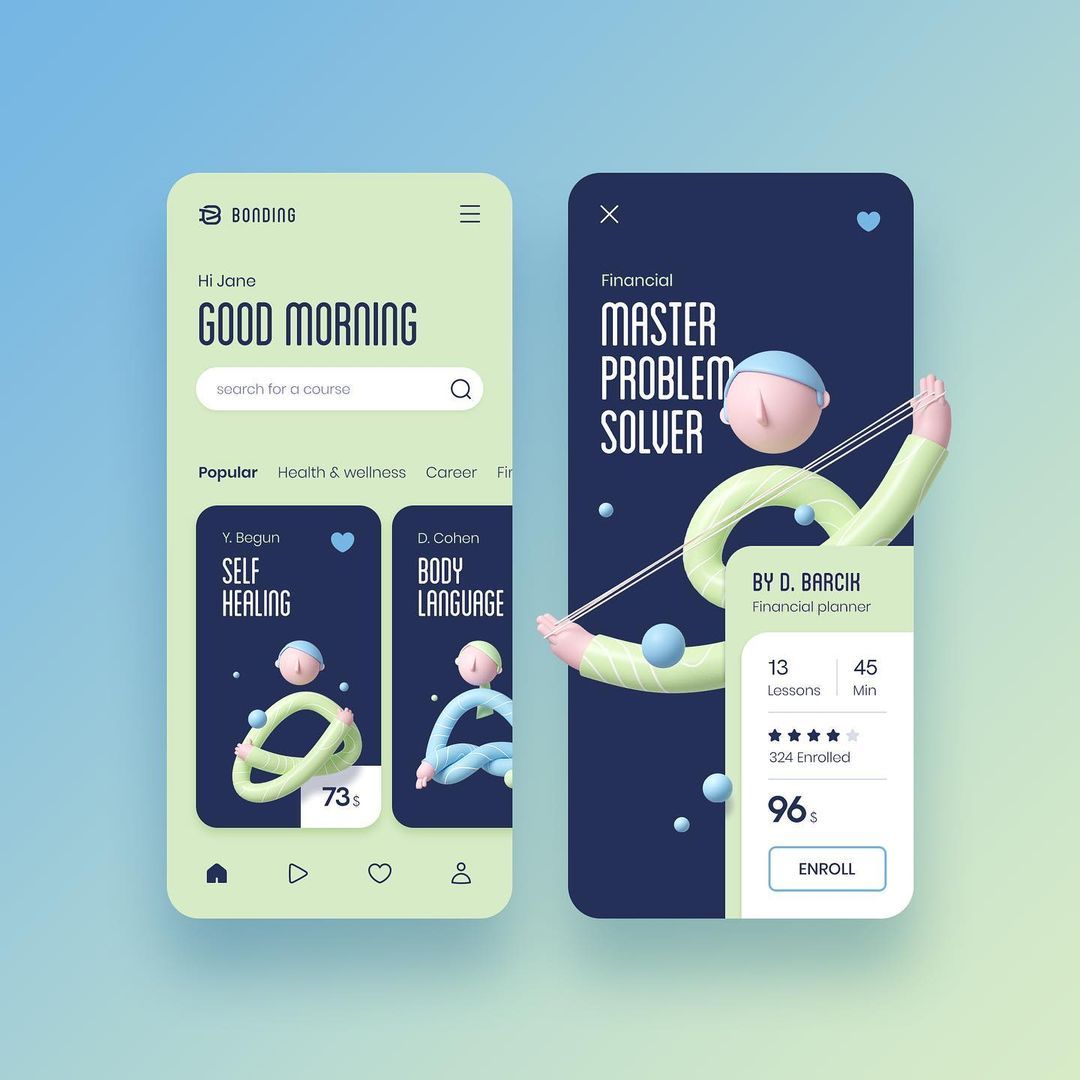 BONDING
Hi Jane
GOOD MORNING
search for a course
Popular Health & wellness Career Fir
Y. Begun
SELF
HEALING
73 $
D. Cohen
BODY
LANGUAGE
Financial
MASTER
PROBLEM
SOLVER
BY D. BARCIK
Financial planner
13 45
Lessons Min
324 Enrolled
96 $
ENROLL